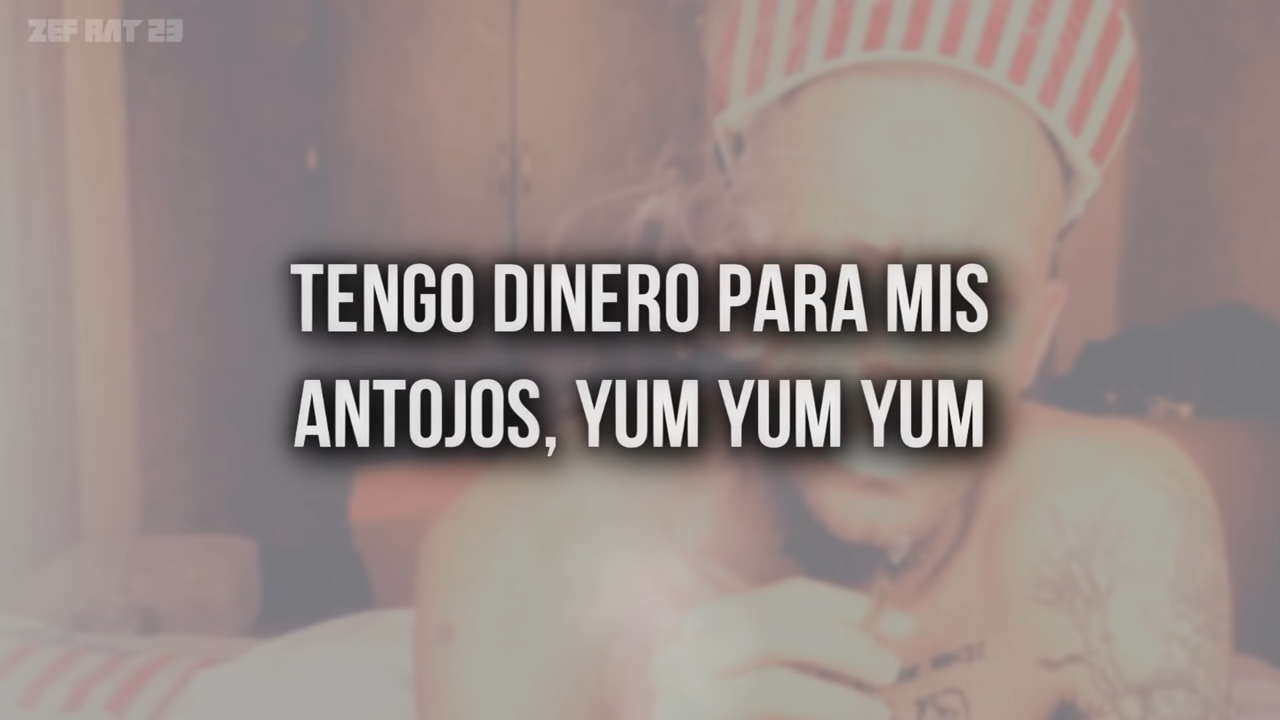 ZEF RAT 23
TENGO DINERO PARA MIS
ANTOJOS, YUM YUM YUM